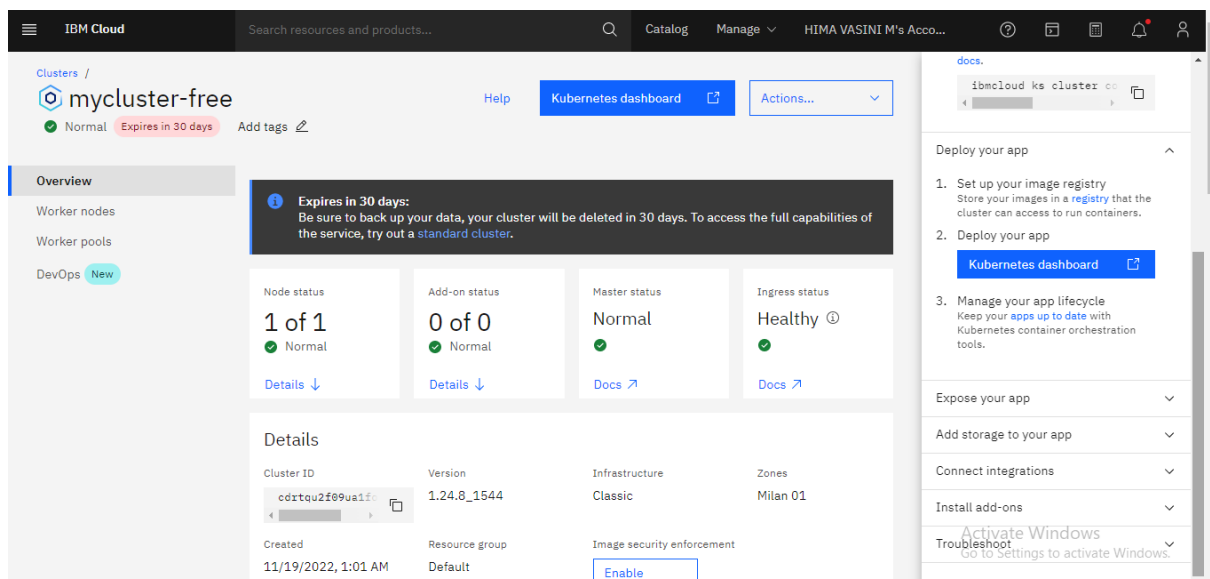 IBM Cloud
Search resources and products...
Catalog
Manage
HIMA VASINI M's Acco...
Clusters /
mycluster-free
Normal
Expires in 30 days
Add tags
Help
Kubernetes dashboard
Actions...
Overview
Worker nodes
Worker pools
DevOps New
Expires in 30 days:
Be sure to back up your data, your cluster will be deleted in 30 days. To access the full capabilities of
the service, try out a standard cluster.
Node status
1 of 1
Normal
Details
Add-on status
0 of 0
Normal
Details
Master status
Normal
Docs
Ingress status
Healthy
Docs
Details
Cluster ID
cdrtqu2f09ua1f
Version
1.24.8_1544
Infrastructure
Classic
Zones
Milan 01
Created
11/19/2022, 1:01 AM
Resource group
Default
Image security enforcement
Enable
docs.
ibmcloud ks cluster co
Deploy your app
1. Set up your image registry
Store your images in a registry that the
cluster can access to run containers.
2. Deploy your app
Kubernetes dashboard
3. Manage your app lifecycle
Keep your apps up to date with
Kubernetes container orchestration
tools.
Expose your app
Add storage to your app
Connect integrations
Install add-ons
Troubleshoot
Activate Windows
Go to Settings to activate Windows.